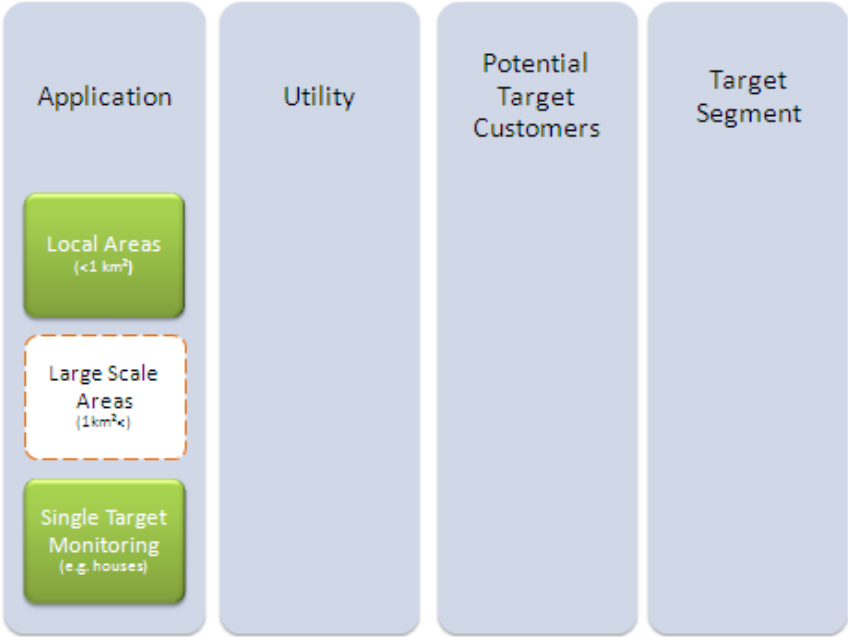 Application
Utility
Potential
Target
Customers
Target
Segment
Local Areas
(<1 km²)
Large Scale
Areas
(1km²<)
Single Target
Monitoring
(e.g. houses)